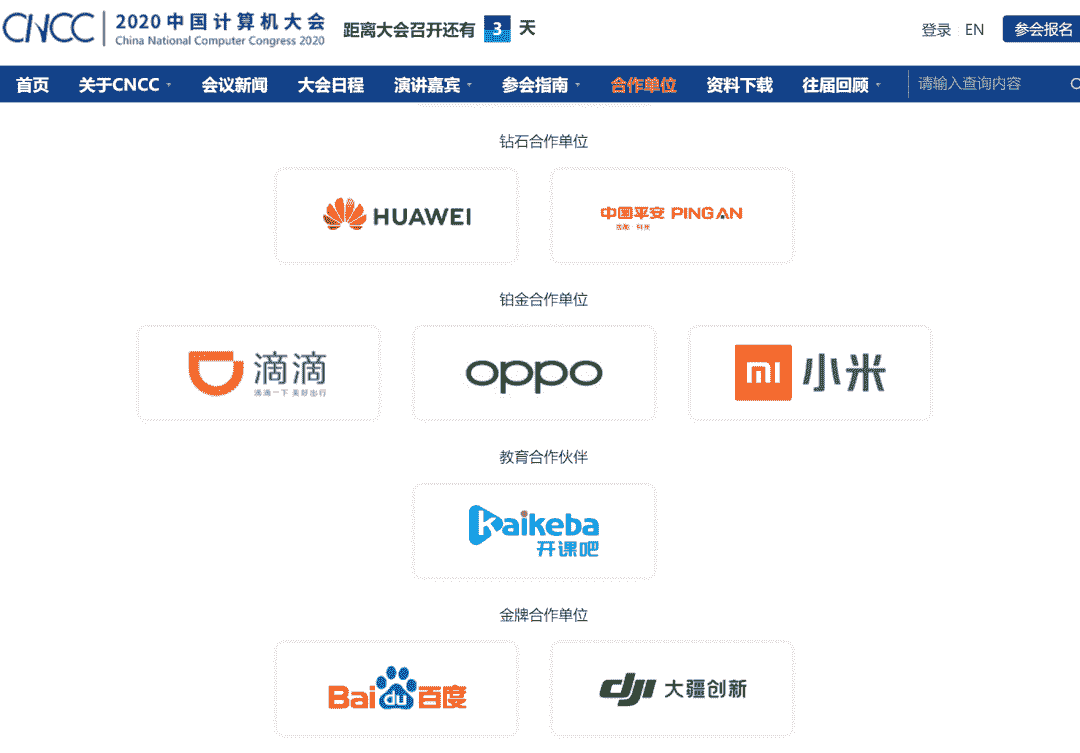 CNCC
2020中国计算机大会
China National Computer Congress 2020
距离大会召开还有 3 天
登录 EN 参会报名
首页 关于CNCC 会议新闻 大会日程 演讲嘉宾 参会指南 合作单位 资料下载 往届回顾 请输入查询内容
钻石合作单位
HUAWEI
中国平安 PING AN
金融·科技
铂金合作单位
滴滴
滴滴一下 美好出行
oppo
mi 小米
教育合作伙伴
kaikeba
开课吧
金牌合作单位
Baidu百度
dji 大疆创新